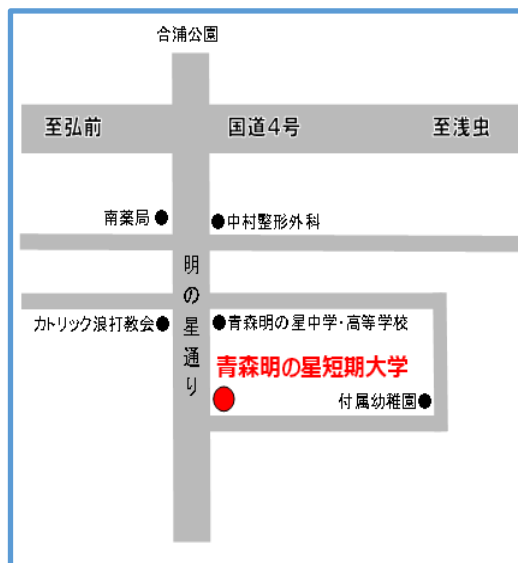 合浦公園
至弘前
国道4号
至浅虫
南薬局
中村整形外科
明の星通り
カトリック浪打教会
青森明の星中学・高等学校
青森明の星短期大学
付属幼稚園